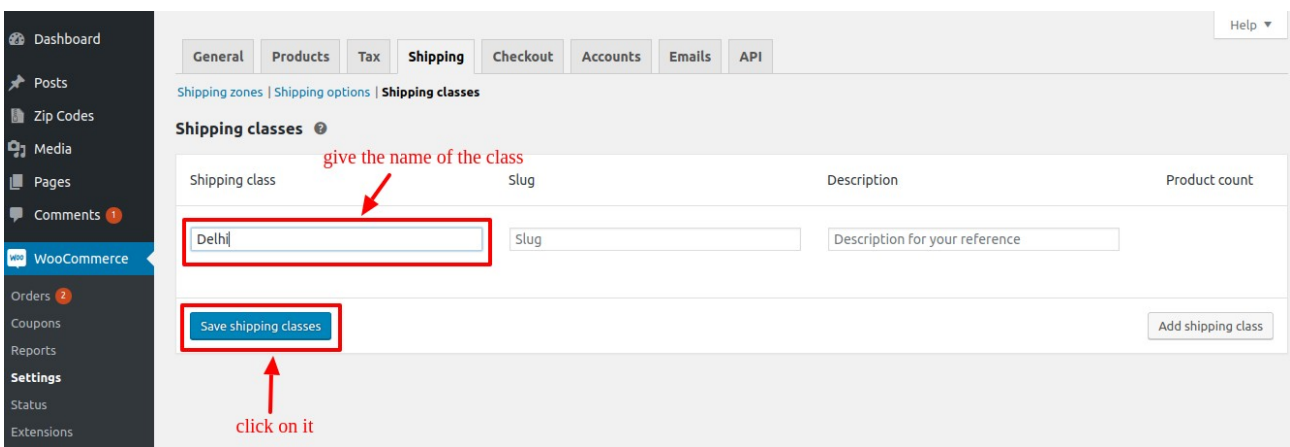 Help ▼
Dashboard
Posts
Zip Codes
Media
Pages
Comments 1
WooCommerce
Orders 2
Coupons
Reports
Settings
Status
Extensions
General Products Tax Shipping Checkout Accounts Emails API
Shipping zones | Shipping options | Shipping classes
Shipping classes ?
give the name of the class
Shipping class Slug Description Product count
Delhi Slug Description for your reference
Save shipping classes Add shipping class
click on it